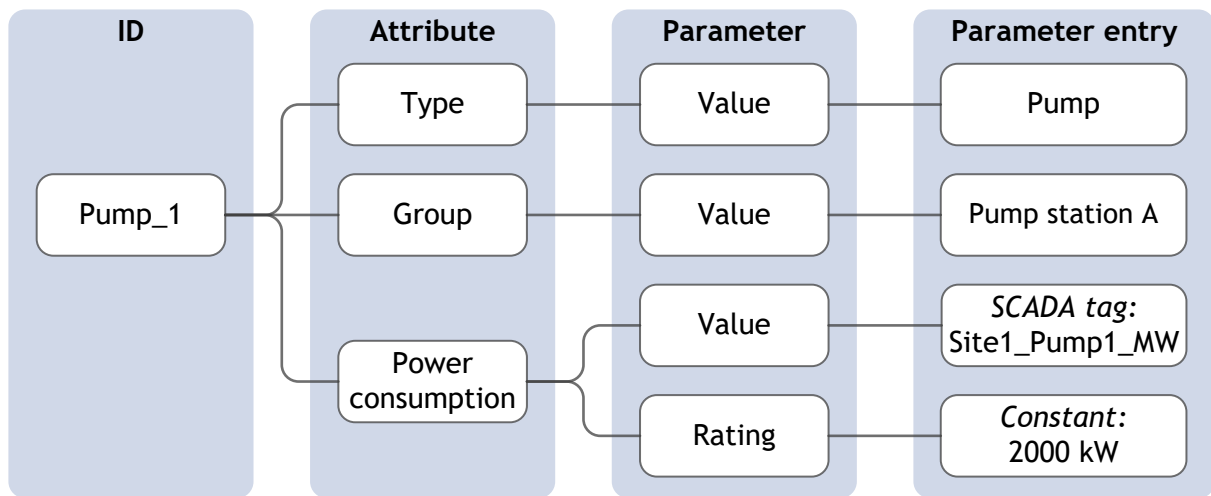 ID
Attribute
Parameter
Parameter entry
Type
Value
Pump
Pump_1
Group
Value
Pump station A
Power
consumption
Value
SCADA tag:
Site1_Pump1_MW
Rating
Constant:
2000 kW